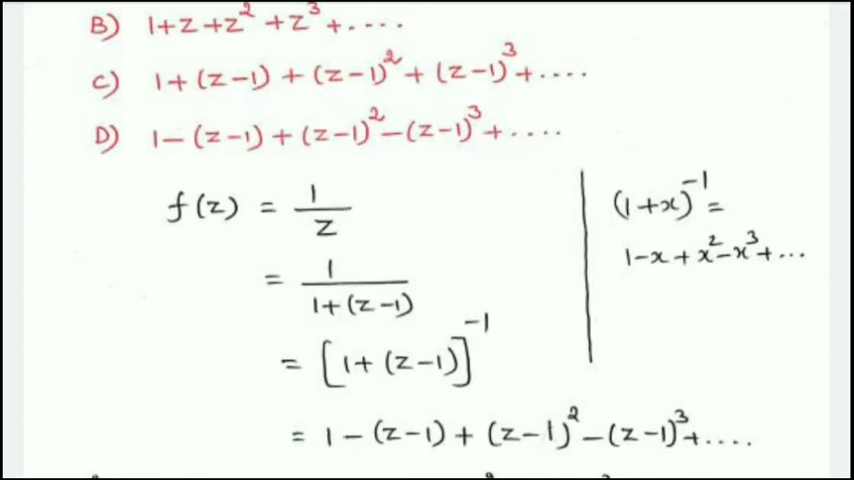 B) 1+z+z²+z³+....
C) 1+(z-1)+(z-1)²+(z-1)³+....
D) 1-(z-1)+(z-1)²-(z-1)³+....
f(z) = 1/z
= 1/(1+(z-1))
= [1+(z-1)]⁻¹
= 1-(z-1)+(z-1)²-(z-1)³+....
(1+x)⁻¹ =
1-x+x²-x³+...